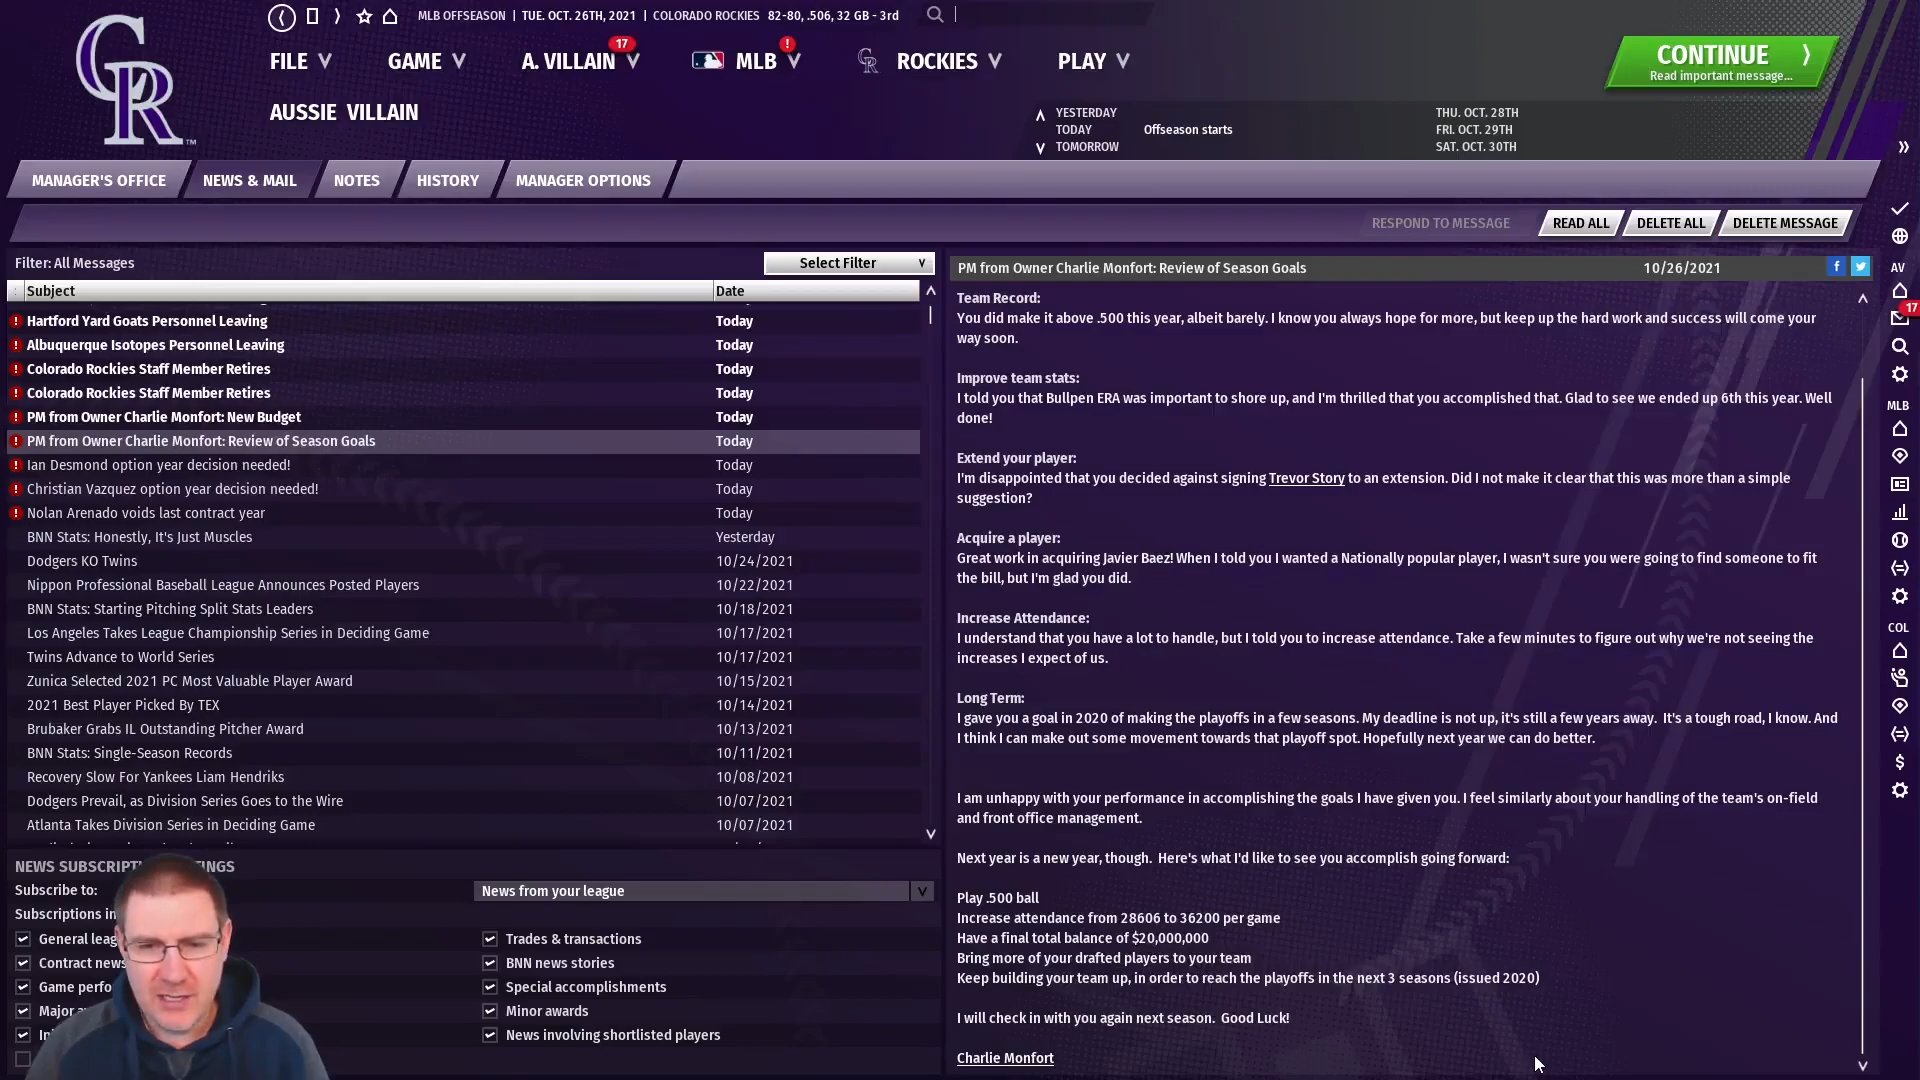 MLB OFFSEASON | TUE. OCT. 26TH, 2021 | COLORADO ROCKIES 82-80, .506, 32 GB - 3rd
FILE
GAME
A. VILLAIN
17
MLB
!
ROCKIES
PLAY
CONTINUE
Read important message...
AUSSIE VILLAIN
YESTERDAY
TODAY
TOMORROW
Offseason starts
THU. OCT. 28TH
FRI. OCT. 29TH
SAT. OCT. 30TH
MANAGER'S OFFICE
NEWS & MAIL
NOTES
HISTORY
MANAGER OPTIONS
RESPOND TO MESSAGE
READ ALL
DELETE ALL
DELETE MESSAGE
Filter: All Messages
Select Filter
Subject Date
Hartford Yard Goats Personnel Leaving Today
Albuquerque Isotopes Personnel Leaving Today
Colorado Rockies Staff Member Retires Today
Colorado Rockies Staff Member Retires Today
PM from Owner Charlie Monfort: New Budget Today
PM from Owner Charlie Monfort: Review of Season Goals Today
Ian Desmond option year decision needed! Today
Christian Vazquez option year decision needed! Today
Nolan Arenado voids last contract year Today
BNN Stats: Honestly, It's Just Muscles Yesterday
Dodgers KO Twins 10/24/2021
Nippon Professional Baseball League Announces Posted Players 10/22/2021
BNN Stats: Starting Pitching Split Stats Leaders 10/18/2021
Los Angeles Takes League Championship Series in Deciding Game 10/17/2021
Twins Advance to World Series 10/17/2021
Zunica Selected 2021 PC Most Valuable Player Award 10/15/2021
2021 Best Player Picked By TEX 10/14/2021
Brubaker Grabs IL Outstanding Pitcher Award 10/13/2021
BNN Stats: Single-Season Records 10/11/2021
Recovery Slow For Yankees Liam Hendriks 10/08/2021
Dodgers Prevail, as Division Series Goes to the Wire 10/07/2021
Atlanta Takes Division Series in Deciding Game 10/07/2021
NEWS SUBSCRIPT
Subscribe to: News from your league
Subscriptions
General
Trades & transactions
Contract news
BNN news stories
Game
Special accomplishments
Major
Minor awards
News involving shortlisted players
PM from Owner Charlie Monfort: Review of Season Goals 10/26/2021
Team Record:
You did make it above .500 this year, albeit barely. I know you always hope for more, but keep up the hard work and success will come your
way soon.
Improve team stats:
I told you that Bullpen ERA was important to shore up, and I'm thrilled that you accomplished that. Glad to see we ended up 6th this year. Well
done!
Extend your player:
I'm disappointed that you decided against signing Trevor Story to an extension. Did I not make it clear that this was more than a simple
suggestion?
Acquire a player:
Great work in acquiring Javier Baez! When I told you I wanted a Nationally popular player, I wasn't sure you were going to find someone to fit
the bill, but I'm glad you did.
Increase Attendance:
I understand that you have a lot to handle, but I told you to increase attendance. Take a few minutes to figure out why we're not seeing the
increases I expect of us.
Long Term:
I gave you a goal in 2020 of making the playoffs in a few seasons. My deadline is not up, it's still a few years away. It's a tough road, I know. And
I think I can make out some movement towards that playoff spot. Hopefully next year we can do better.
I am unhappy with your performance in accomplishing the goals I have given you. I feel similarly about your handling of the team's on-field
and front office management.
Next year is a new year, though. Here's what I'd like to see you accomplish going forward:
Play .500 ball
Increase attendance from 28606 to 36200 per game
Have a final total balance of $20,000,000
Bring more of your drafted players to your team
Keep building your team up, in order to reach the playoffs in the next 3 seasons (issued 2020)
I will check in with you again next season. Good Luck!
Charlie Monfort
AV
17
MLB
COL